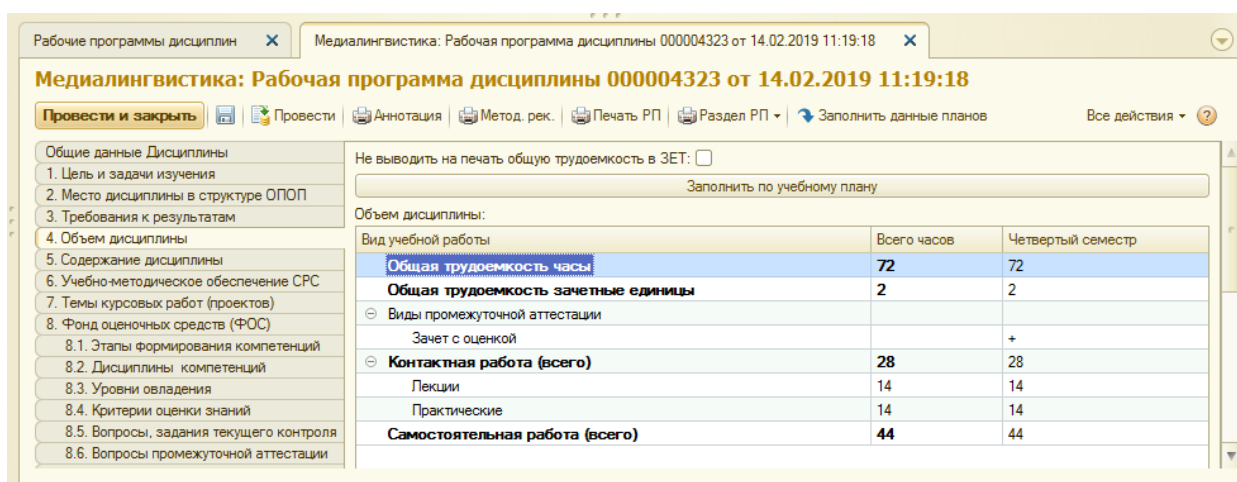 Рабочие программы дисциплин
Медиалингвистика: Рабочая программа дисциплины 000004323 от 14.02.2019 11:19:18
Медиалингвистика: Рабочая программа дисциплины 000004323 от 14.02.2019 11:19:18
Провести и закрыть Провести Аннотация Метод. рек. Печать РП Раздел РП Заполнить данные планов Все действия ?
Общие данные Дисциплины
1. Цель и задачи изучения
2. Место дисциплины в структуре ОПОП
3. Требования к результатам
4. Объем дисциплины
5. Содержание дисциплины
6. Учебно-методическое обеспечение СРС
7. Темы курсовых работ (проектов)
8. Фонд оценочных средств (ФОС)
8.1. Этапы формирования компетенций
8.2. Дисциплины компетенций
8.3. Уровни овладения
8.4. Критерии оценки знаний
8.5. Вопросы, задания текущего контроля
8.6. Вопросы промежуточной аттестации
Не выводить на печать общую трудоемкость в ЗЕТ:
Заполнить по учебному плану
Объем дисциплины:
Вид учебной работы Всего часов Четвертый семестр
Общая трудоемкость часы 72 72
Общая трудоемкость зачетные единицы 2 2
Виды промежуточной аттестации
Зачет с оценкой +
Контактная работа (всего) 28 28
Лекции 14 14
Практические 14 14
Самостоятельная работа (всего) 44 44